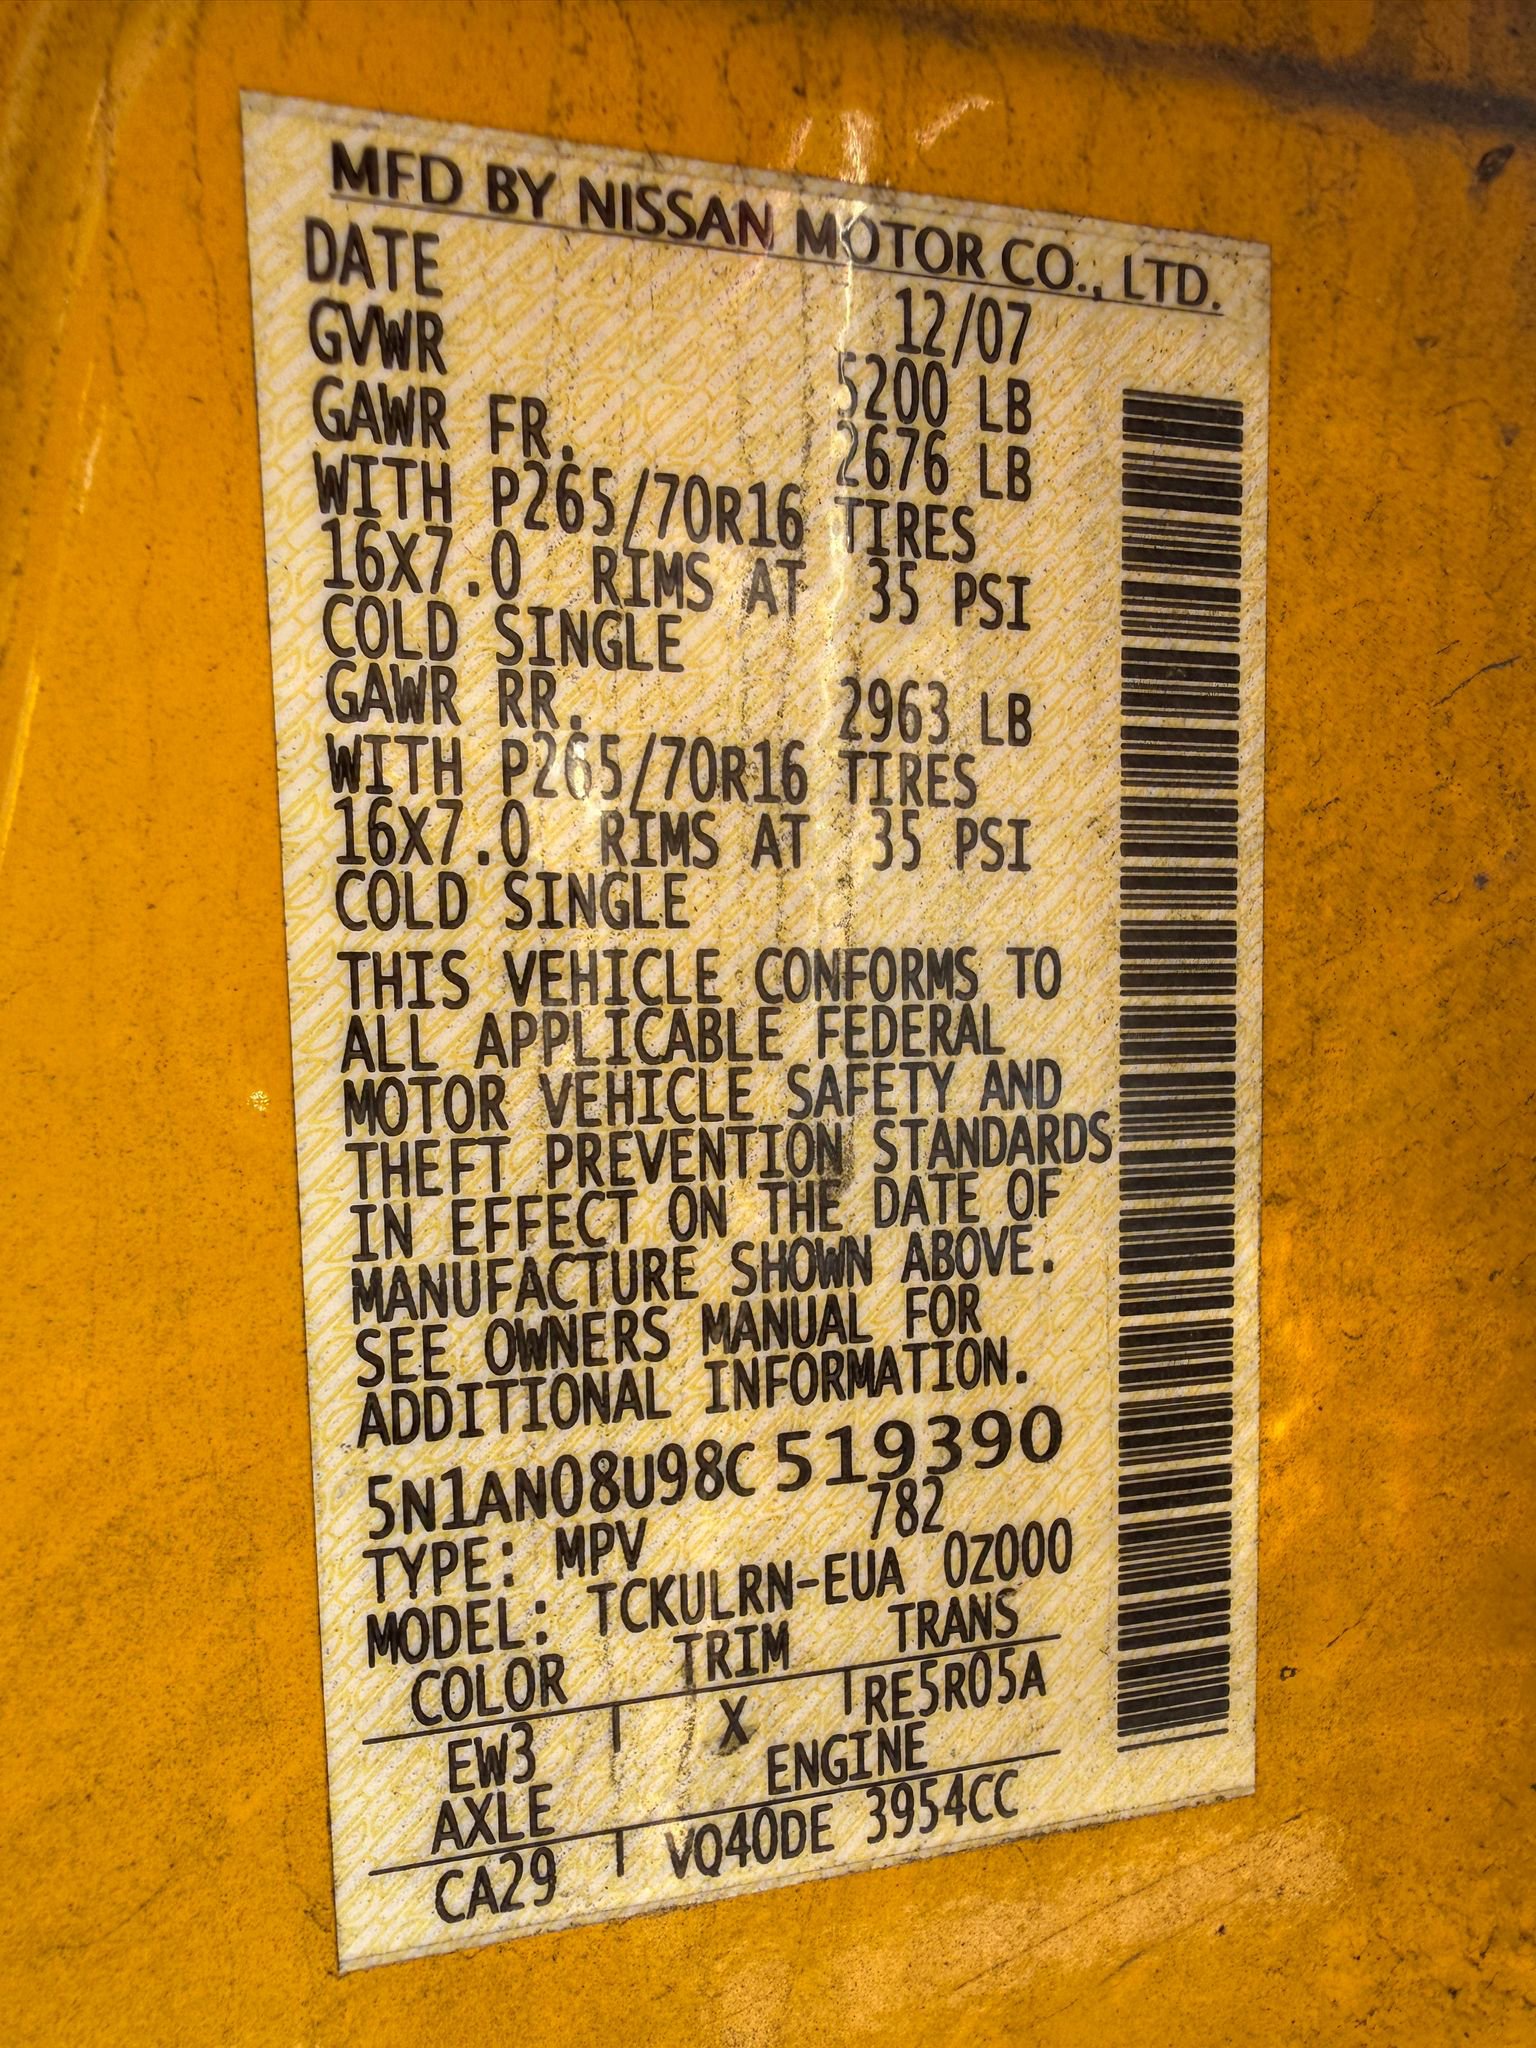 MFD BY NISSAN MOTOR CO., LTD.
DATE 12/07
GVWR 5200 LB
GAWR FR. 2676 LB
WITH P265/70R16 TIRES
16X7.0 RIMS AT 35 PSI
COLD SINGLE
GAWR RR. 2963 LB
WITH P265/70R16 TIRES
16X7.0 RIMS AT 35 PSI
COLD SINGLE
THIS VEHICLE CONFORMS TO
ALL APPLICABLE FEDERAL
MOTOR VEHICLE SAFETY AND
THEFT PREVENTION STANDARDS
IN EFFECT ON THE DATE OF
MANUFACTURE SHOWN ABOVE.
SEE OWNERS MANUAL FOR
ADDITIONAL INFORMATION.
5N1AN08U98C 519390
TYPE: MPV 782
MODEL: TCKULRN-EUA 0Z000
COLOR TRIM TRANS
EW3 X RE5R05A
AXLE ENGINE
CA29 VQ40DE 3954CC